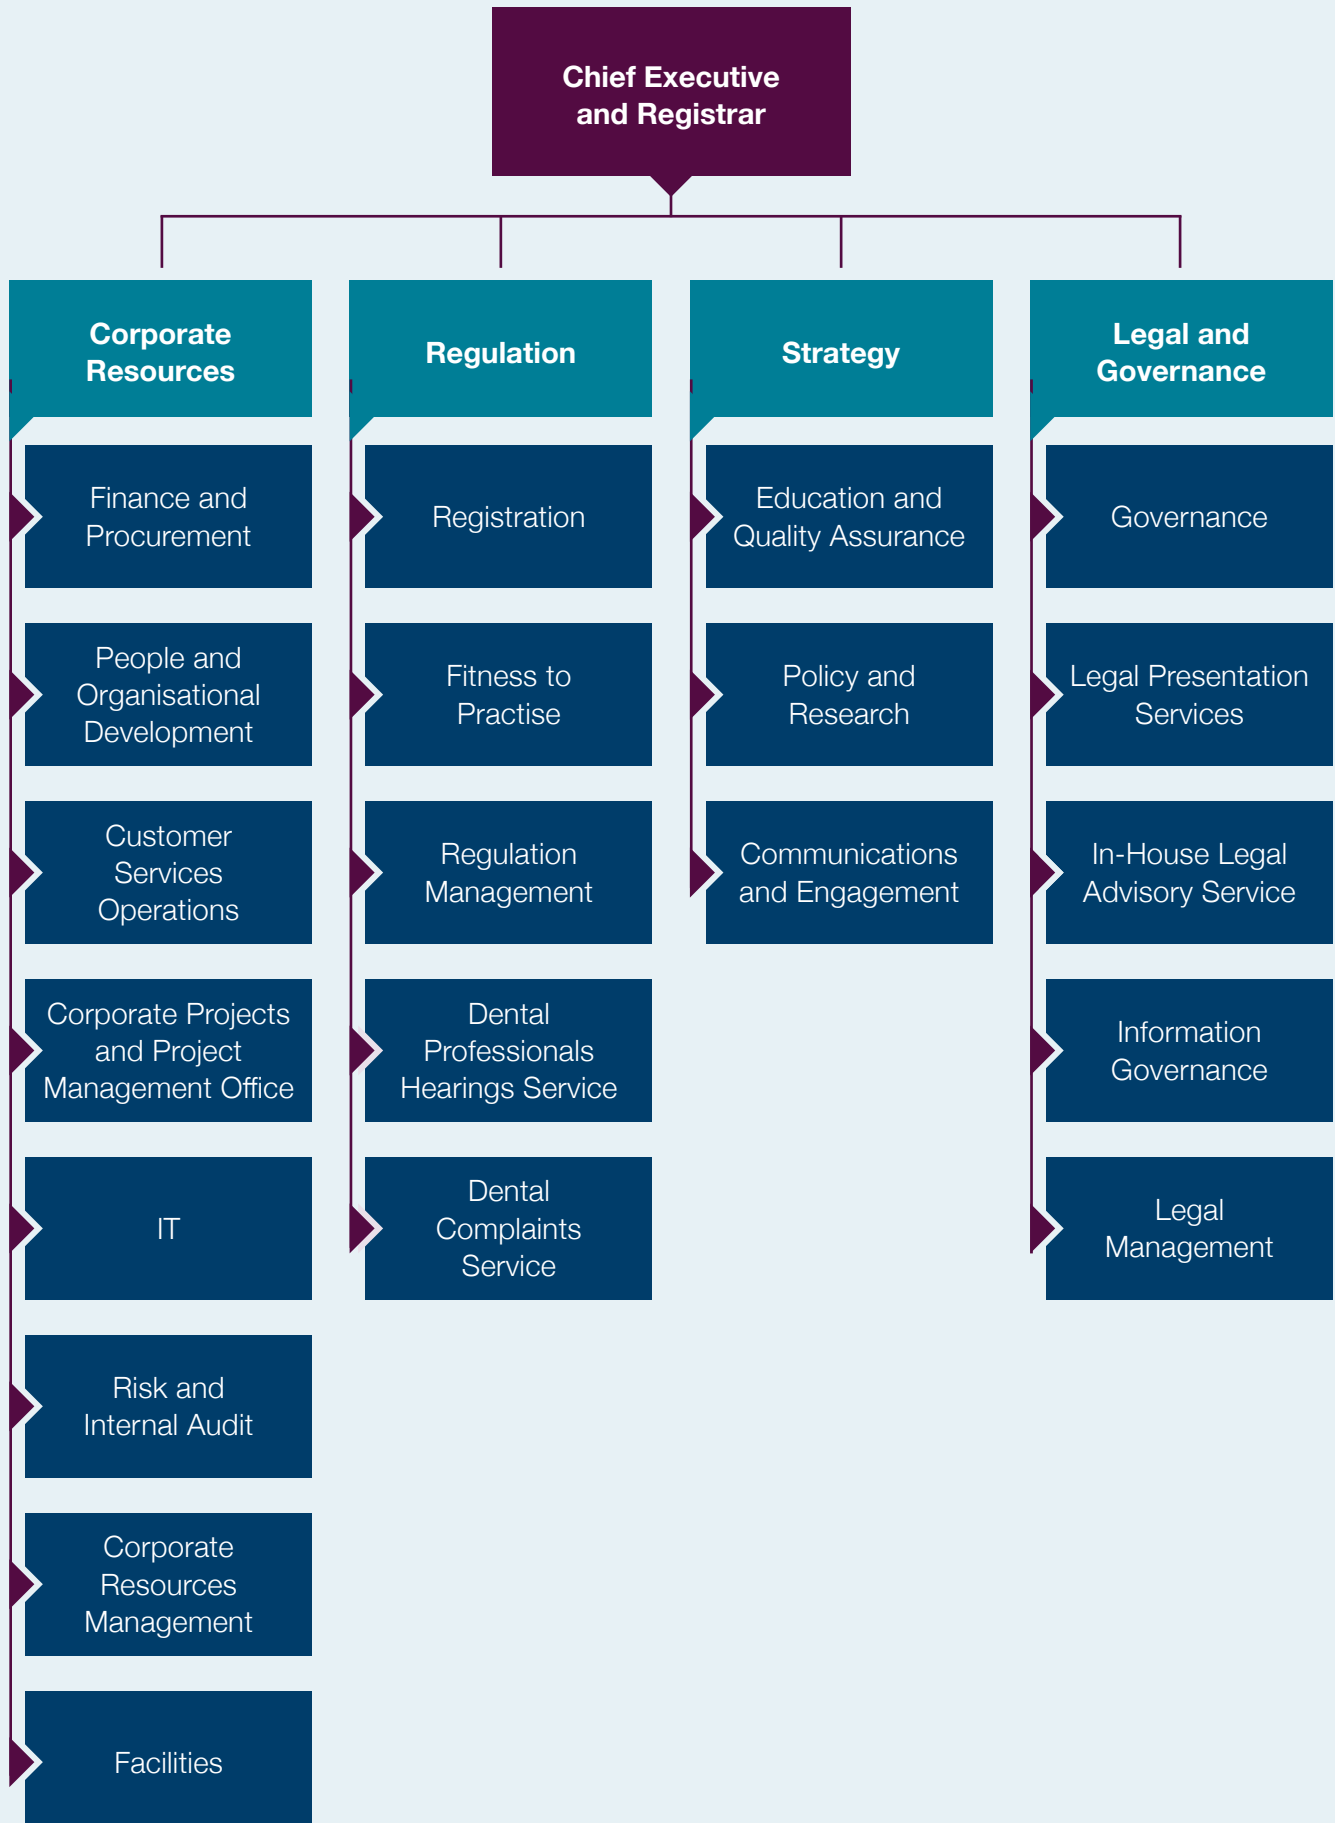 Chief Executive
and Registrar
Corporate
Resources
Finance and
Procurement
People and
Organisational
Development
Customer
Services
Operations
Corporate Projects
and Project
Management Office
IT
Risk and
Internal Audit
Corporate
Resources
Management
Facilities
Regulation
Registration
Fitness to
Practise
Regulation
Management
Dental
Professionals
Hearings Service
Dental
Complaints
Service
Strategy
Education and
Quality Assurance
Policy and
Research
Communications
and Engagement
Legal and
Governance
Governance
Legal Presentation
Services
In-House Legal
Advisory Service
Information
Governance
Legal
Management